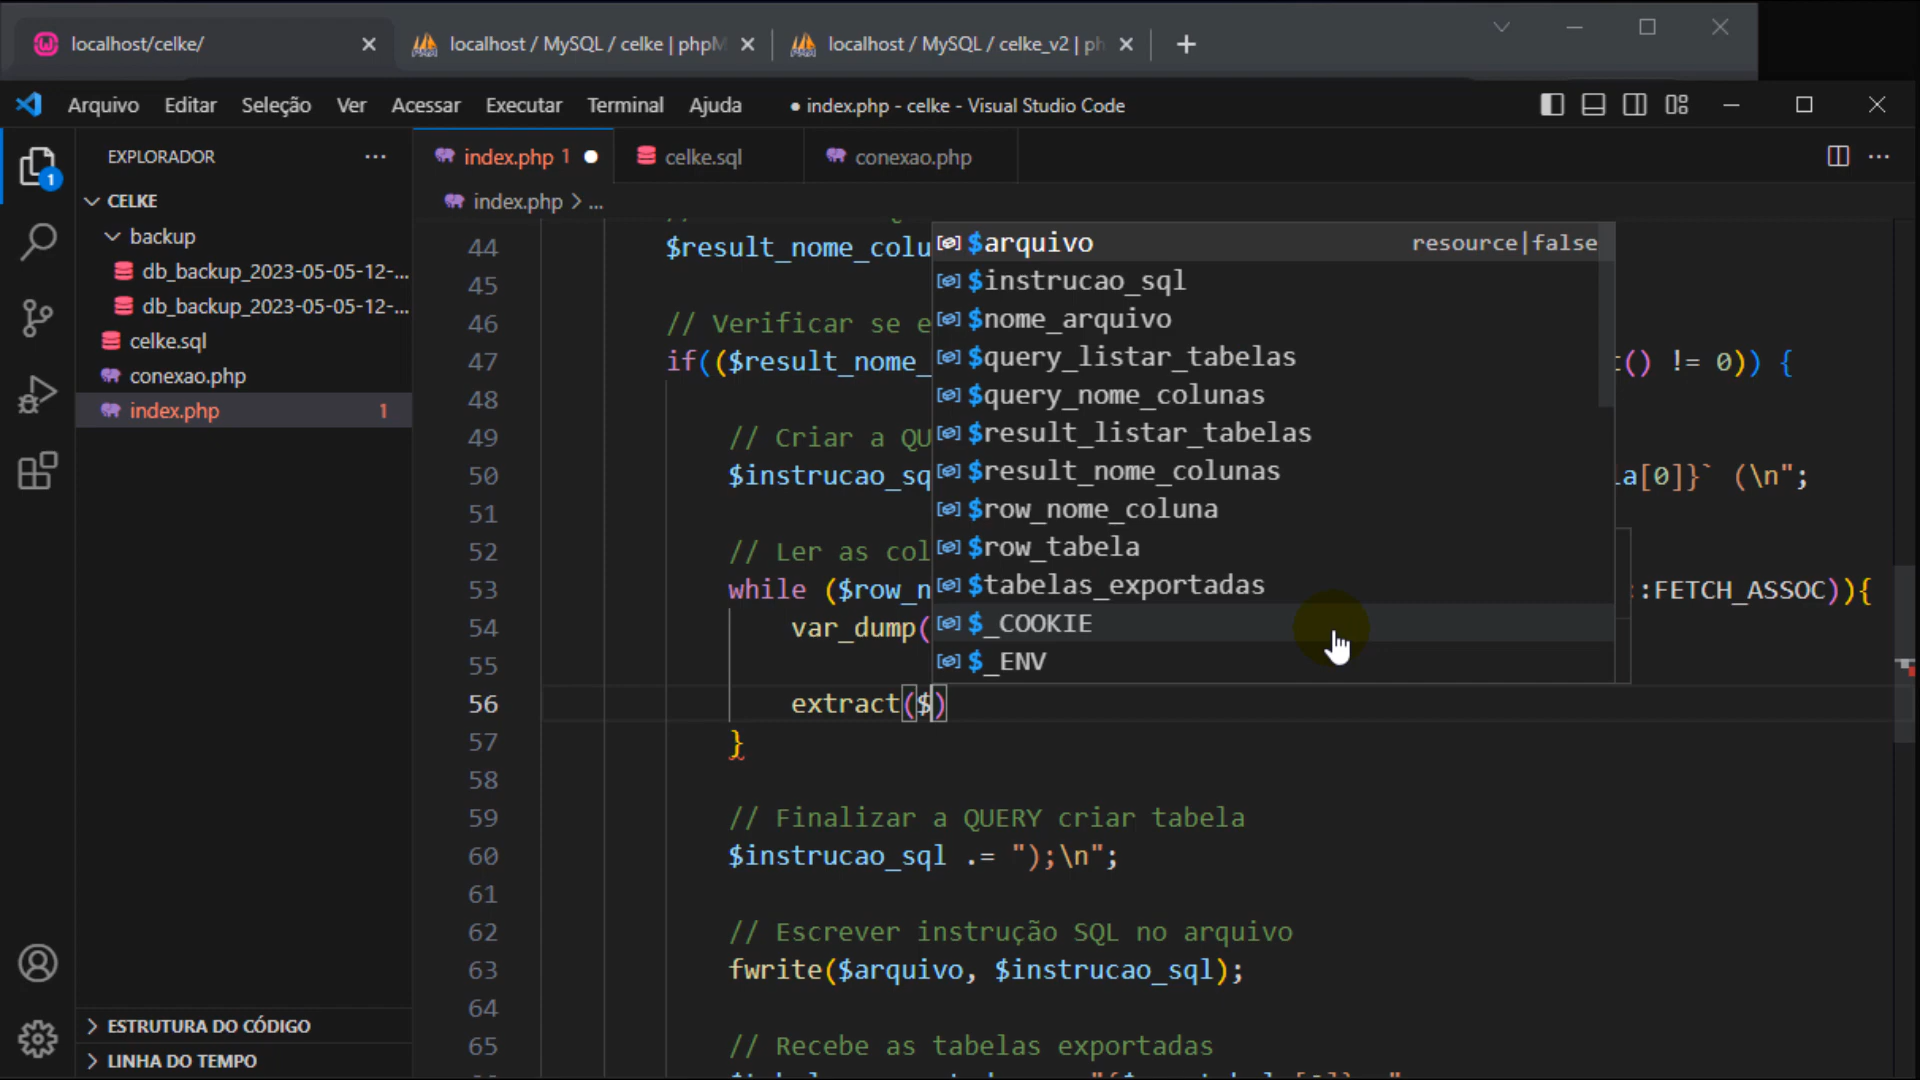 localhost/celke/
localhost / MySQL / celke | phpM
localhost / MySQL / celke_v2 | ph
Arquivo Editar Seleção Ver Acessar Executar Terminal Ajuda
● index.php - celke - Visual Studio Code
EXPLORADOR
1
CELKE
backup
db_backup_2023-05-05-12-...
db_backup_2023-05-05-12-...
celke.sql
conexao.php
index.php 1
ESTRUTURA DO CÓDIGO
LINHA DO TEMPO
index.php 1 celke.sql conexao.php
index.php > ...
44 $result_nome_colu
45
46 // Verificar se e
47 if(($result_nome_ t() != 0)) {
48
49 // Criar a QU
50 $instrucao_sq la[0]}` (\n";
51
52 // Ler as col
53 while ($row_n ::FETCH_ASSOC)){
54 var_dump(
55
56 extract($)
57 }
58
59 // Finalizar a QUERY criar tabela
60 $instrucao_sql .= ");\n";
61
62 // Escrever instrução SQL no arquivo
63 fwrite($arquivo, $instrucao_sql);
64
65 // Recebe as tabelas exportadas
$arquivo resource|false
$instrucao_sql
$nome_arquivo
$query_listar_tabelas
$query_nome_colunas
$result_listar_tabelas
$result_nome_colunas
$row_nome_coluna
$row_tabela
$tabelas_exportadas
$_COOKIE
$_ENV